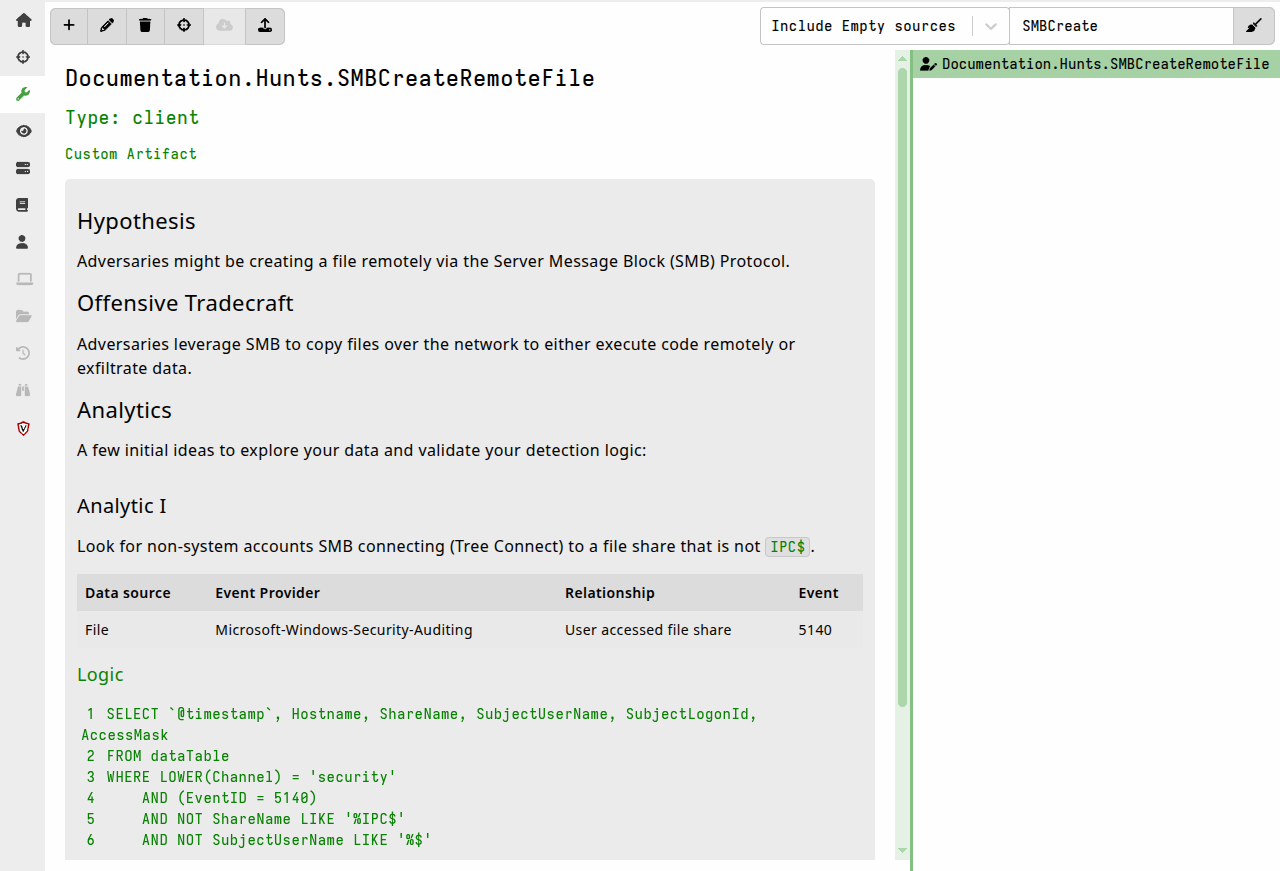 Include Empty sources
SMBCreate
Documentation.Hunts.SMBCreateRemoteFile
Documentation.Hunts.SMBCreateRemoteFile
Type: client
Custom Artifact
Hypothesis
Adversaries might be creating a file remotely via the Server Message Block (SMB) Protocol.
Offensive Tradecraft
Adversaries leverage SMB to copy files over the network to either execute code remotely or
exfiltrate data.
Analytics
A few initial ideas to explore your data and validate your detection logic:
Analytic I
Look for non-system accounts SMB connecting (Tree Connect) to a file share that is not IPC$.
Data source Event Provider Relationship Event
File Microsoft-Windows-Security-Auditing User accessed file share 5140
Logic
1 SELECT `@timestamp`, Hostname, ShareName, SubjectUserName, SubjectLogonId,
AccessMask
2 FROM dataTable
3 WHERE LOWER(Channel) = 'security'
4     AND (EventID = 5140)
5     AND NOT ShareName LIKE '%IPC$'
6     AND NOT SubjectUserName LIKE '%$'